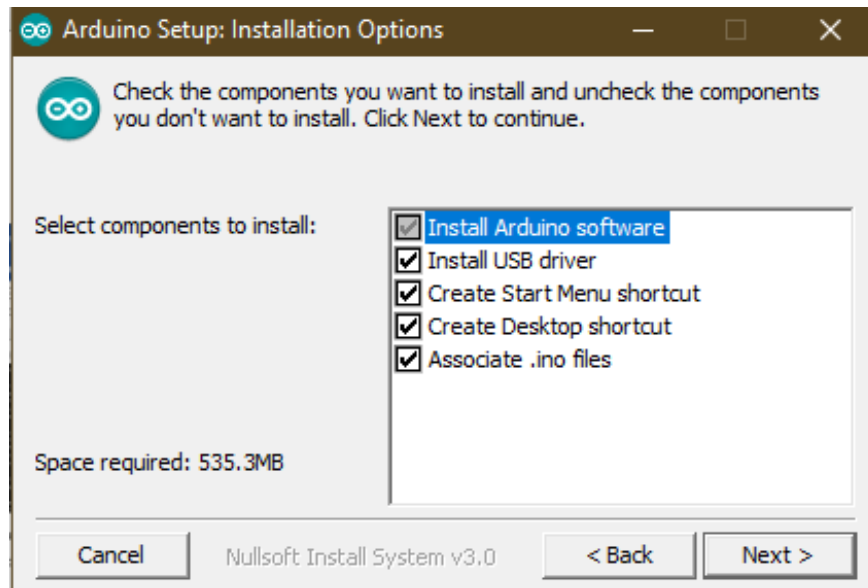 Arduino Setup: Installation Options
Check the components you want to install and uncheck the components
you don't want to install. Click Next to continue.
Select components to install:
Install Arduino software
Install USB driver
Create Start Menu shortcut
Create Desktop shortcut
Associate .ino files
Space required: 535.3MB
Cancel
Nullsoft Install System v3.0
< Back
Next >